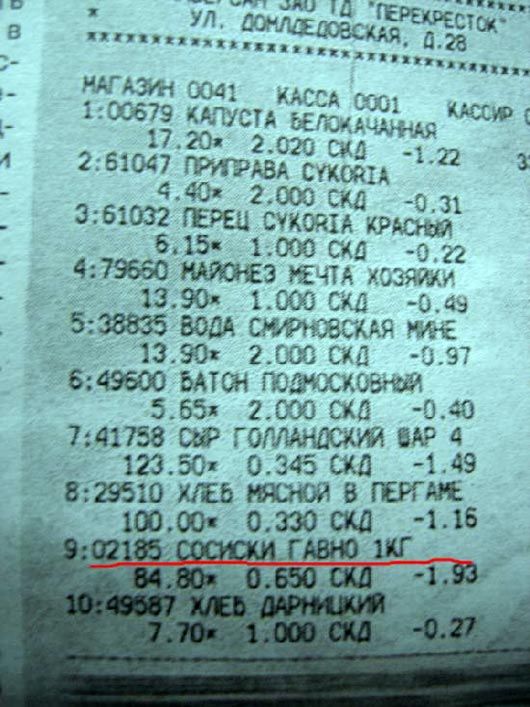 ЗАО ТД "ПЕРЕКРЕСТОК"
* УЛ. ДОМЛДЕДОВСКАЯ, Д.28
МАГАЗИН 0041 КАССА 0001 КАССИР
1:00679 КАПУСТА БЕЛОКАЧАННАЯ
17.20* 2.020 СКД -1.22
2:61047 ПРИПРАВА CYKORIA
4.40* 2.000 СКД -0.31
3:61032 ПЕРЕЦ CYKORIA КРАСНЫЙ
6.15* 1.000 СКД -0.22
4:79660 МАЙОНЕЗ МЕЧТА ХОЗЯЙКИ
13.90* 1.000 СКД -0.49
5:38835 ВОДА СМИРНОВСКАЯ МИНЕ
13.90* 2.000 СКД -0.97
6:49600 БАТОН ПОДМОСКОВНЫЙ
5.65* 2.000 СКД -0.40
7:41758 СЫР ГОЛЛАНДСКИЙ ШАР 4
123.50* 0.345 СКД -1.49
8:29510 ХЛЕБ МЯСНОЙ В ПЕРГАМЕ
100.00* 0.330 СКД -1.16
9:02185 СОСИСКИ ГАВНО 1КГ
84.80* 0.650 СКД -1.93
10:49587 ХЛЕБ ДАРНИЦКИЙ
7.70* 1.000 СКД -0.27